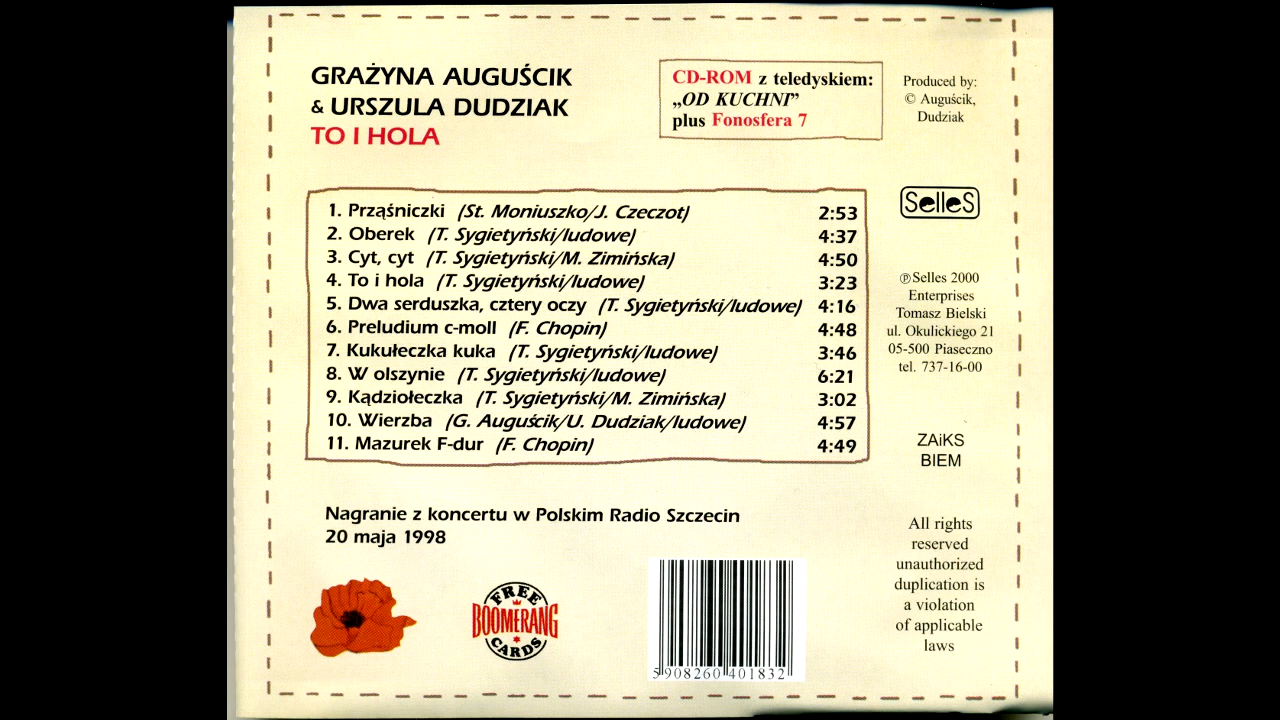 GRAŻYNA AUGUŚCIK
& URSZULA DUDZIAK
TO I HOLA
CD-ROM z teledyskiem:
„OD KUCHNI”
plus Fonosfera 7
Produced by:
© Auguścik,
Dudziak
1. Prząśniczki (St. Moniuszko/J. Czeczot) 2:53
2. Oberek (T. Sygietyński/ludowe) 4:37
3. Cyt, cyt (T. Sygietyński/M. Zimińska) 4:50
4. To i hola (T. Sygietyński/ludowe) 3:23
5. Dwa serduszka, cztery oczy (T. Sygietyński/ludowe) 4:16
6. Preludium c-moll (F. Chopin) 4:48
7. Kukułeczka kuka (T. Sygietyński/ludowe) 3:46
8. W olszynie (T. Sygietyński/ludowe) 6:21
9. Kądziołeczka (T. Sygietyński/M. Zimińska) 3:02
10. Wierzba (G. Auguścik/U. Dudziak/ludowe) 4:57
11. Mazurek F-dur (F. Chopin) 4:49
SelleS
℗ Selles 2000
Enterprises
Tomasz Bielski
ul. Okulickiego 21
05-500 Piaseczno
tel. 737-16-00
ZAiKS
BIEM
Nagranie z koncertu w Polskim Radio Szczecin
20 maja 1998
FREE
BOOMERANG
CARDS
5 908260 401832
All rights
reserved
unauthorized
duplication is
a violation
of applicable
laws